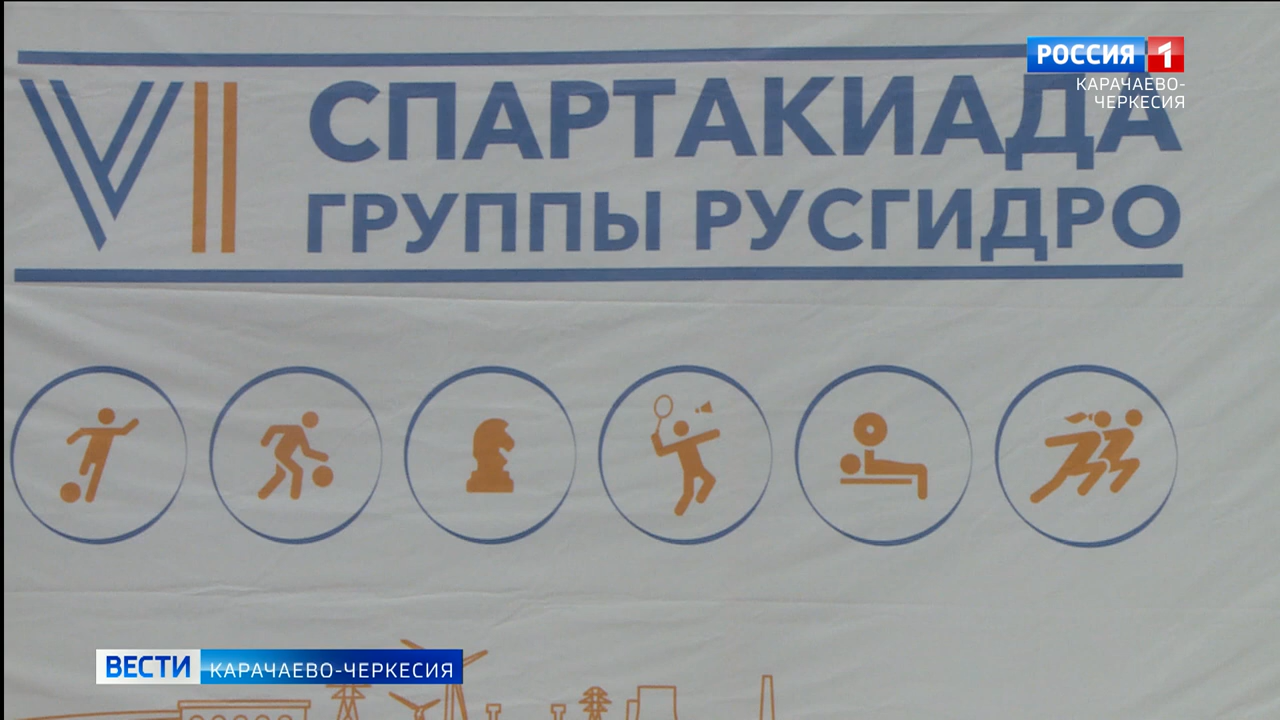 РОССИЯ 1
КАРАЧАЕВО-
ЧЕРКЕСИЯ
VI СПАРТАКИАДА
ГРУППЫ РУСГИДРО
ВЕСТИ КАРАЧАЕВО-ЧЕРКЕСИЯ